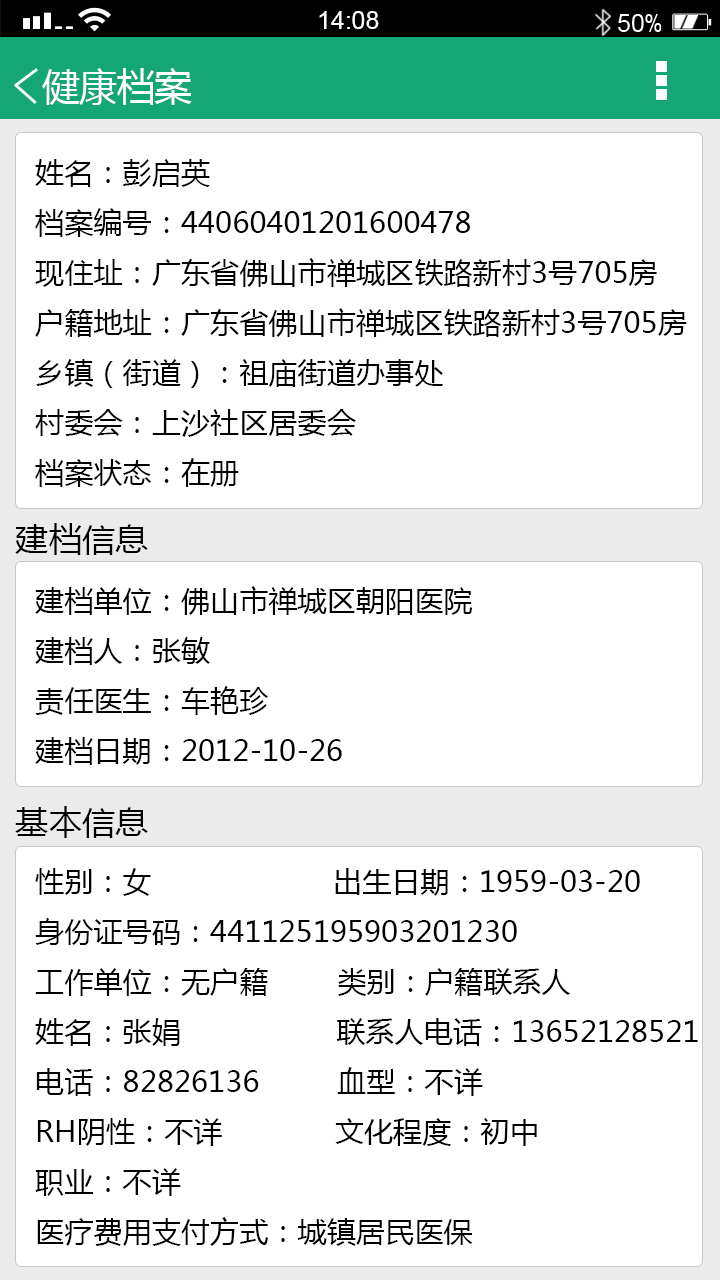 14:08 50%
健康档案
姓名：彭启英
档案编号：44060401201600478
现住址：广东省佛山市禅城区铁路新村3号705房
户籍地址：广东省佛山市禅城区铁路新村3号705房
乡镇（街道）：祖庙街道办事处
村委会：上沙社区居委会
档案状态：在册
建档信息
建档单位：佛山市禅城区朝阳医院
建档人：张敏
责任医生：车艳珍
建档日期：2012-10-26
基本信息
性别：女 出生日期：1959-03-20
身份证号码：441125195903201230
工作单位：无户籍 类别：户籍联系人
姓名：张娟 联系人电话：13652128521
电话：82826136 血型：不详
RH阴性：不详 文化程度：初中
职业：不详
医疗费用支付方式：城镇居民医保